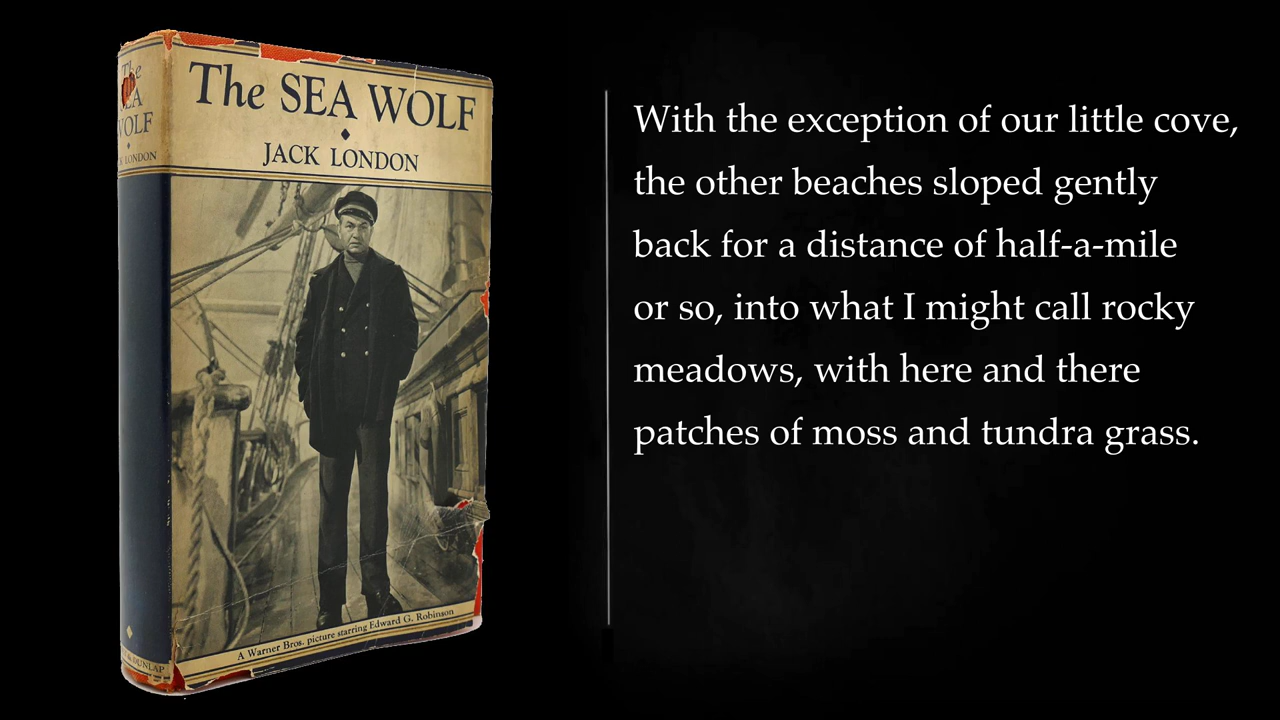 The SEA WOLF
JACK LONDON
A Warner Bros. picture starring Edward G. Robinson
The
SEA
WOLF
LONDON
DUNLAP
With the exception of our little cove,
the other beaches sloped gently
back for a distance of half-a-mile
or so, into what I might call rocky
meadows, with here and there
patches of moss and tundra grass.